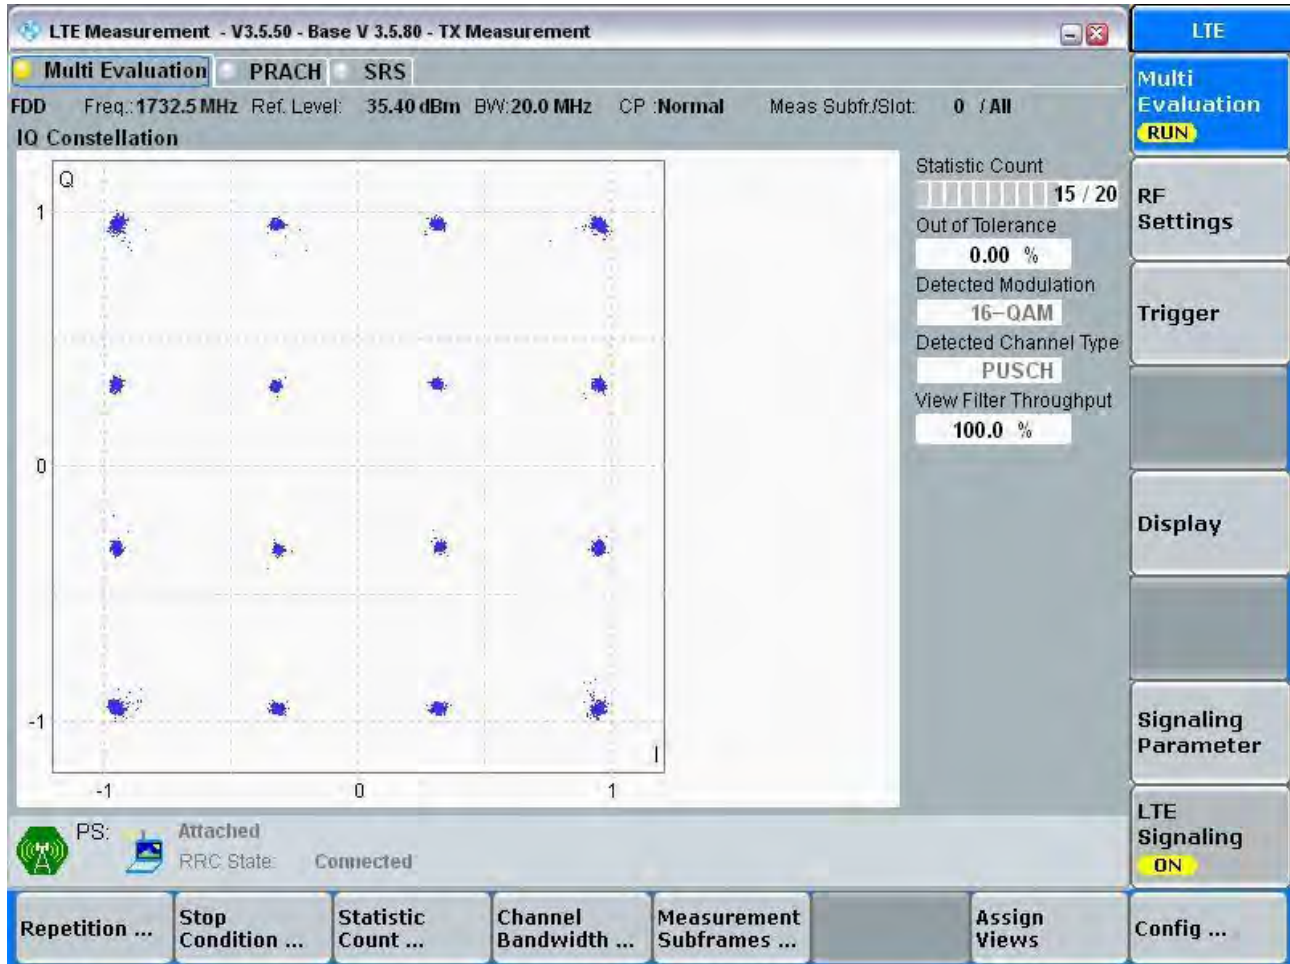 LTE Measurement - V3.5.50 - Base V 3.5.80 - TX Measurement
LTE
Multi Evaluation PRACH SRS
FDD Freq.: 1732.5 MHz Ref. Level: 35.40 dBm BW: 20.0 MHz CP : Normal Meas Subfr./Slot: 0 / All
IQ Constellation
Q
1
0
-1
-1 0 1
I
Statistic Count
15 / 20
Out of Tolerance
0.00 %
Detected Modulation
16-QAM
Detected Channel Type
PUSCH
View Filter Throughput
100.0 %
Multi
Evaluation
RUN
RF
Settings
Trigger
Display
Signaling
Parameter
LTE
Signaling
ON
PS: Attached
RRC State: Connected
Repetition ...
Stop
Condition ...
Statistic
Count ...
Channel
Bandwidth ...
Measurement
Subframes ...
Assign
Views
Config ...